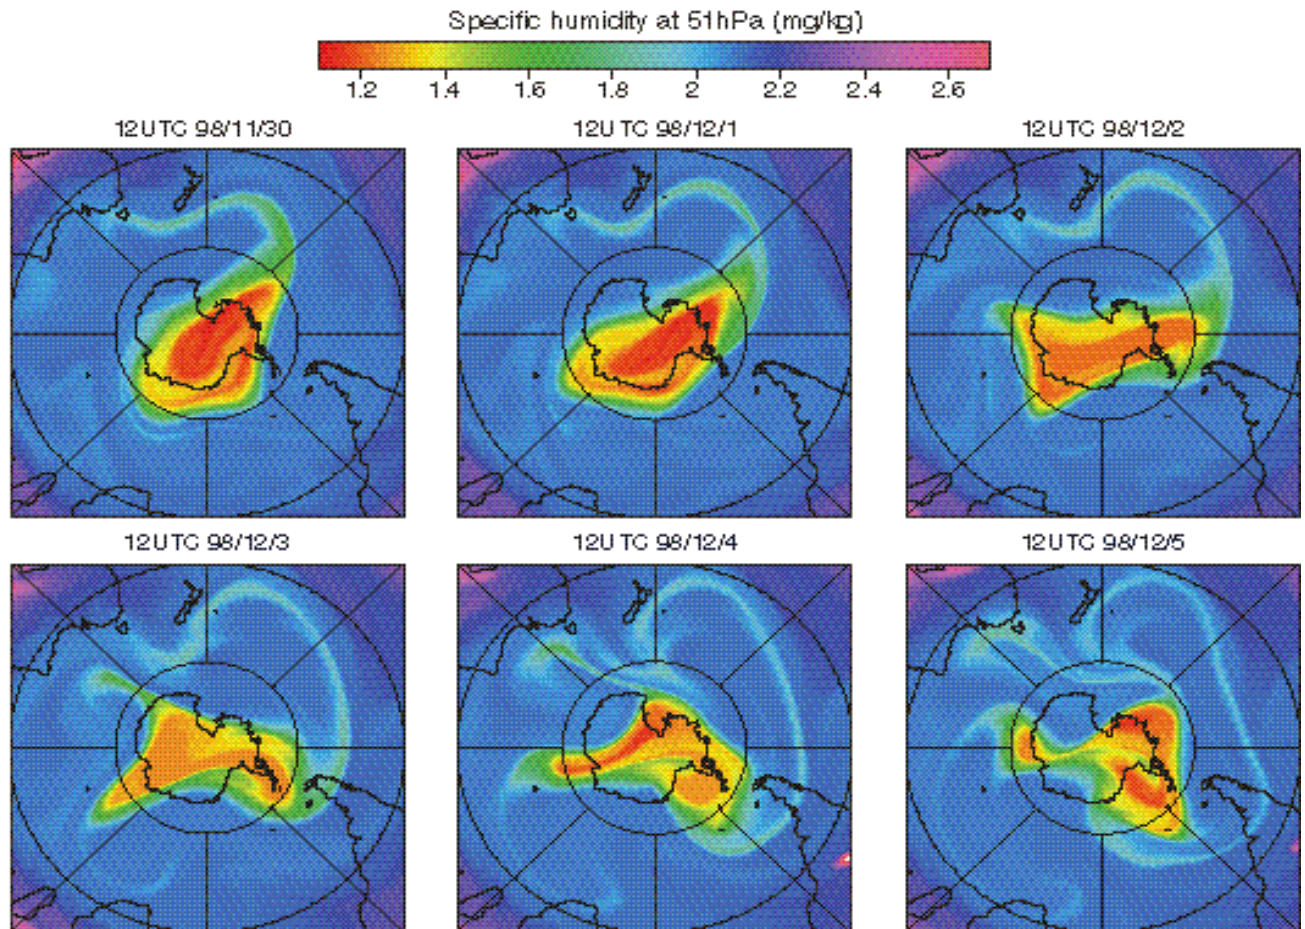 Specific humidity at 51hPa (mg/kg)
1.2 1.4 1.6 1.8 2 2.2 2.4 2.6
12UTC 98/11/30 12UTC 98/12/1 12UTC 98/12/2
12UTC 98/12/3 12UTC 98/12/4 12UTC 98/12/5